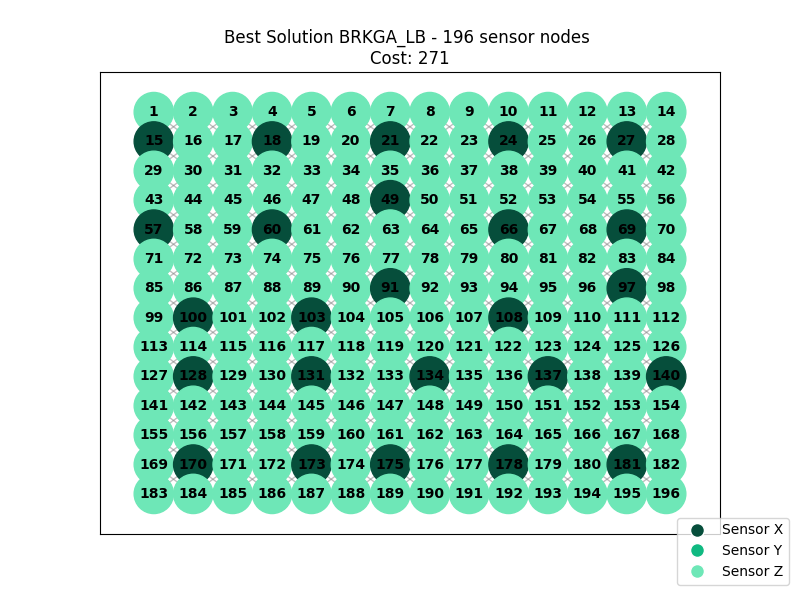 Best Solution BRKGA_LB - 196 sensor nodes
Cost: 271
1 2 3 4 5 6 7 8 9 10 11 12 13 14
15 16 17 18 19 20 21 22 23 24 25 26 27 28
29 30 31 32 33 34 35 36 37 38 39 40 41 42
43 44 45 46 47 48 49 50 51 52 53 54 55 56
57 58 59 60 61 62 63 64 65 66 67 68 69 70
71 72 73 74 75 76 77 78 79 80 81 82 83 84
85 86 87 88 89 90 91 92 93 94 95 96 97 98
99 100 101 102 103 104 105 106 107 108 109 110 111 112
113 114 115 116 117 118 119 120 121 122 123 124 125 126
127 128 129 130 131 132 133 134 135 136 137 138 139 140
141 142 143 144 145 146 147 148 149 150 151 152 153 154
155 156 157 158 159 160 161 162 163 164 165 166 167 168
169 170 171 172 173 174 175 176 177 178 179 180 181 182
183 184 185 186 187 188 189 190 191 192 193 194 195 196
Sensor X
Sensor Y
Sensor Z